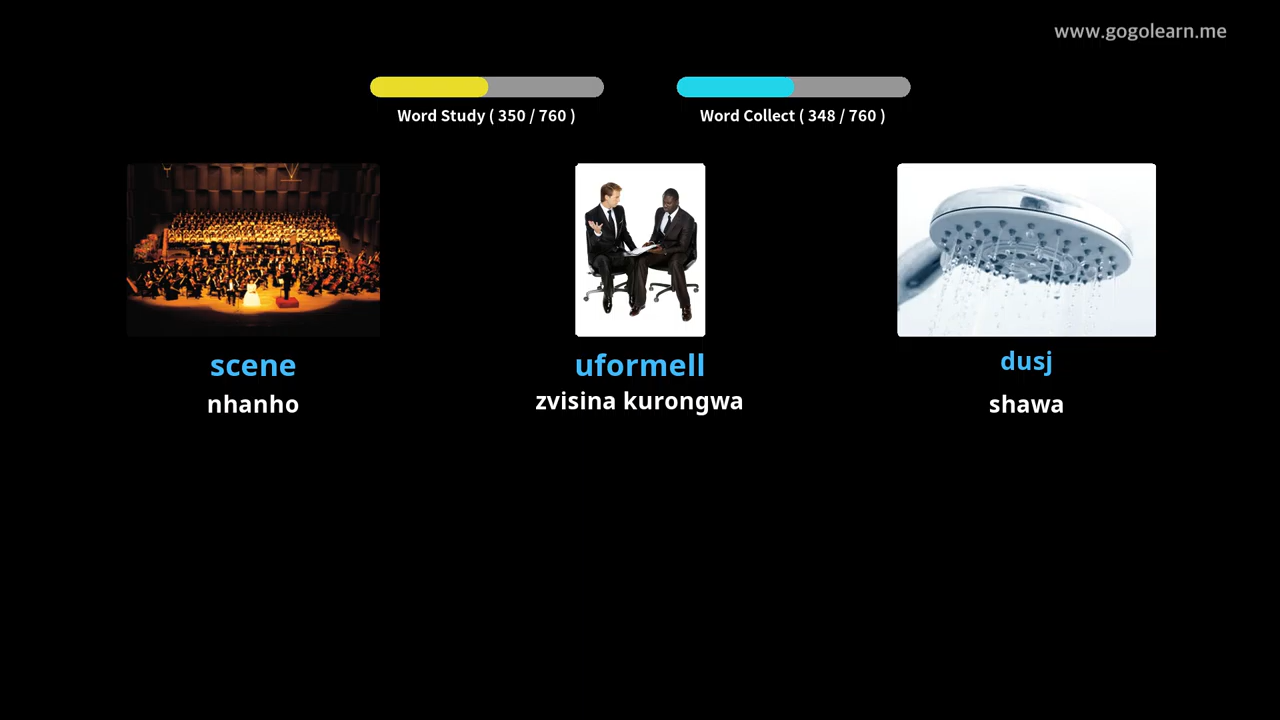 www.gogolearn.me
Word Study ( 350 / 760 )
Word Collect ( 348 / 760 )
scene
nhanho
uformell
zvisina kurongwa
dusj
shawa